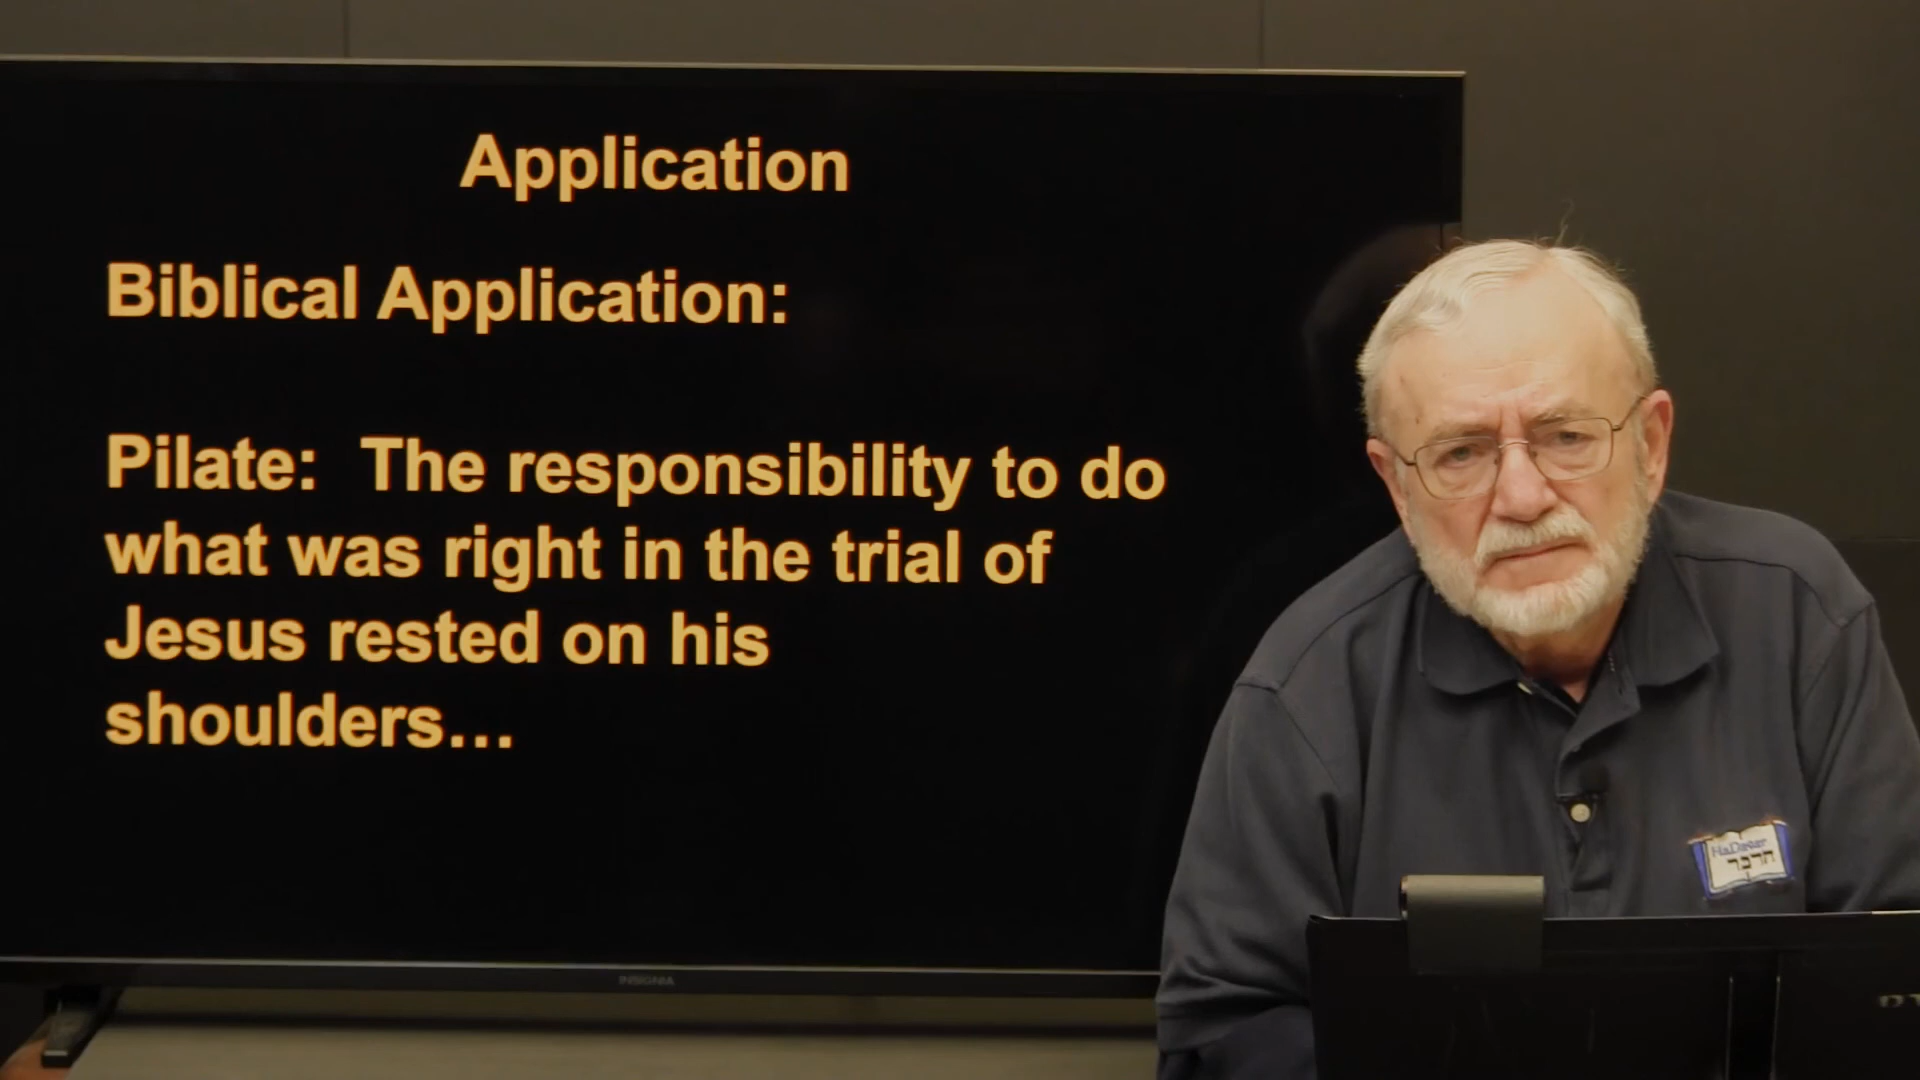 Application
Biblical Application:
Pilate: The responsibility to do
what was right in the trial of
Jesus rested on his
shoulders…
INSIGNIA
HaDavar
הדבר